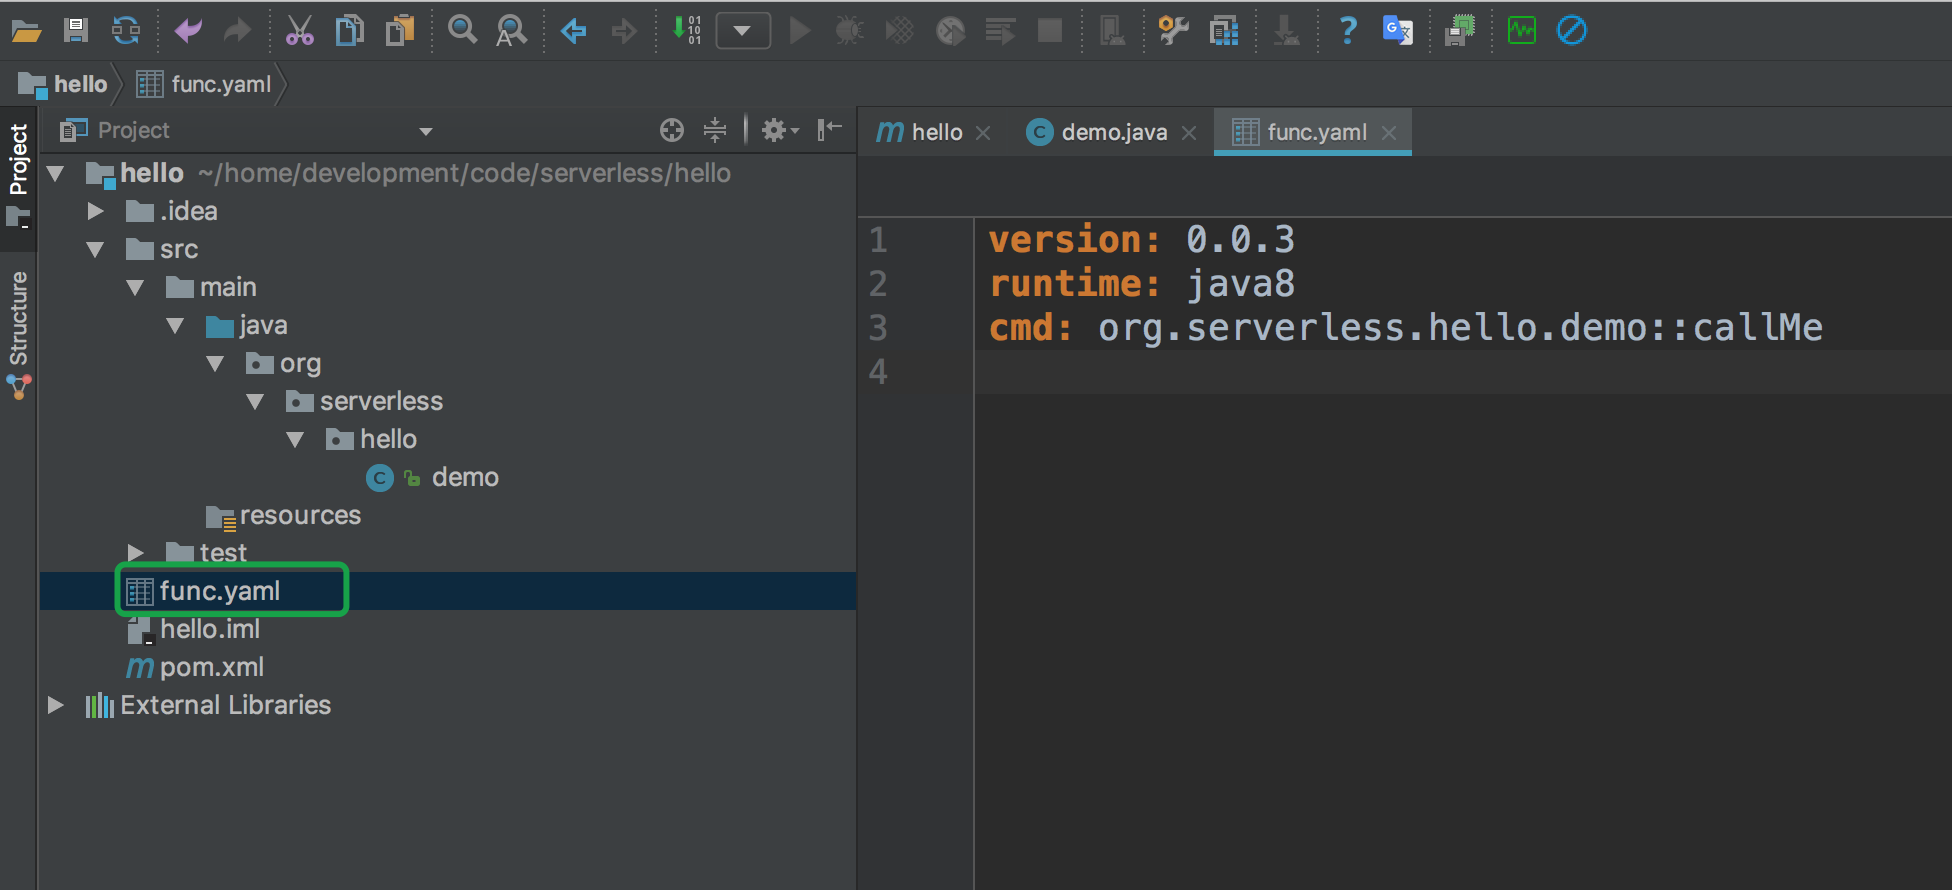 hello func.yaml
Project
Structure
Project
hello ~/home/development/code/serverless/hello
.idea
src
main
java
org
serverless
hello
demo
resources
test
func.yaml
hello.iml
pom.xml
External Libraries
hello demo.java func.yaml
1 version: 0.0.3
2 runtime: java8
3 cmd: org.serverless.hello.demo::callMe
4